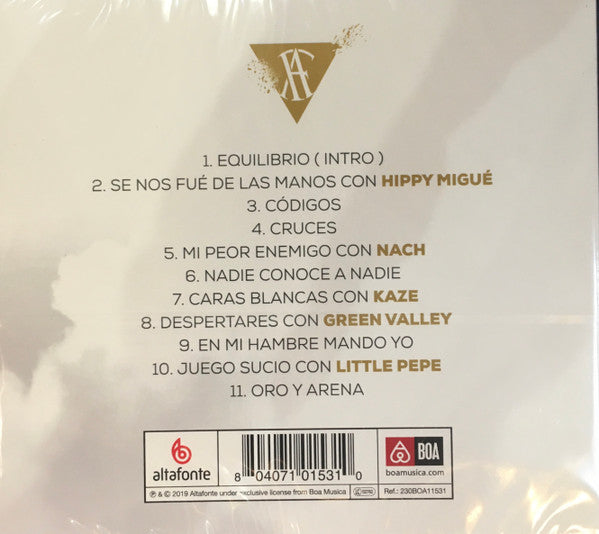 1. EQUILIBRIO ( INTRO )
2. SE NOS FUÉ DE LAS MANOS CON HIPPY MIGUÉ
3. CÓDIGOS
4. CRUCES
5. MI PEOR ENEMIGO CON NACH
6. NADIE CONOCE A NADIE
7. CARAS BLANCAS CON KAZE
8. DESPERTARES CON GREEN VALLEY
9. EN MI HAMBRE MANDO YO
10. JUEGO SUCIO CON LITTLE PEPE
11. ORO Y ARENA
altafonte
8 04071 01531 0
BOA
boamusica.com
℗ & © 2019 Altafonte under exclusive license from Boa Musica
Ref.: 230BOA11531